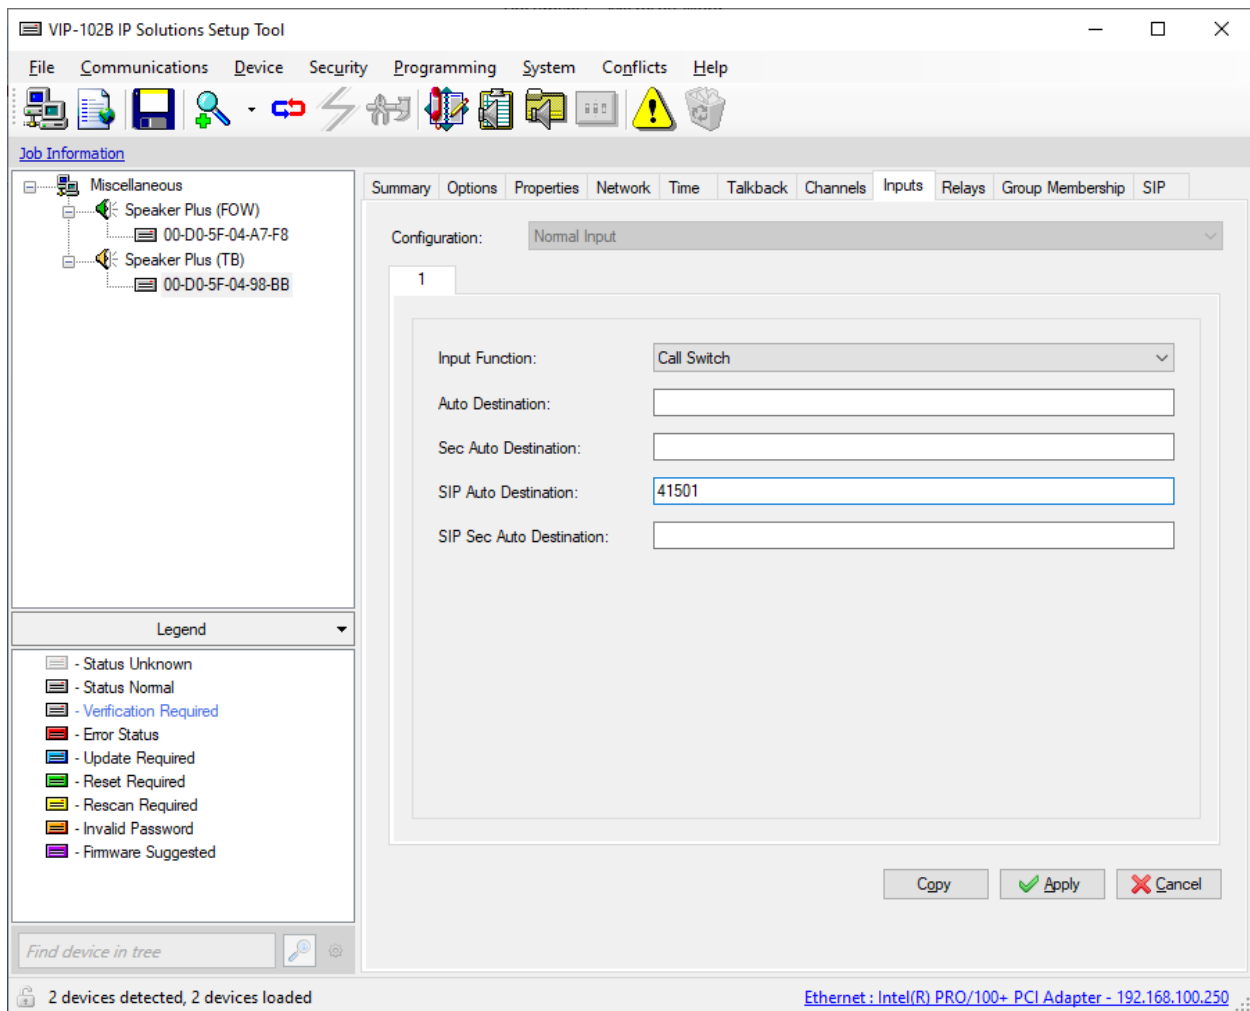 VIP-102B IP Solutions Setup Tool
File Communications Device Security Programming System Conflicts Help
Job Information
Miscellaneous
Speaker Plus (FOW)
00-D0-5F-04-A7-F8
Speaker Plus (TB)
00-D0-5F-04-98-BB
Summary Options Properties Network Time Talkback Channels Inputs Relays Group Membership SIP
Configuration: Normal Input
1
Input Function: Call Switch
Auto Destination:
Sec Auto Destination:
SIP Auto Destination: 41501
SIP Sec Auto Destination:
Legend
- Status Unknown
- Status Normal
- Verification Required
- Error Status
- Update Required
- Reset Required
- Rescan Required
- Invalid Password
- Firmware Suggested
Copy Apply Cancel
Find device in tree
2 devices detected, 2 devices loaded
Ethernet : Intel(R) PRO/100+ PCI Adapter - 192.168.100.250